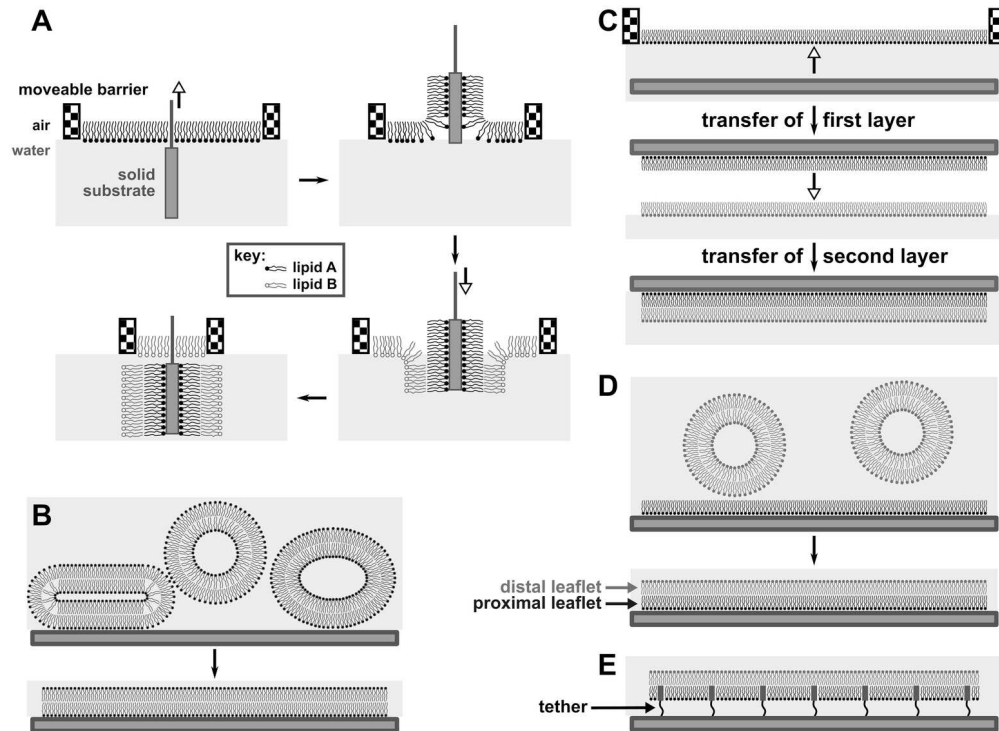 A
moveable barrier
air
water
solid
substrate
key:
lipid A
lipid B
B
C
transfer of first layer
transfer of second layer
D
distal leaflet
proximal leaflet
E
tether